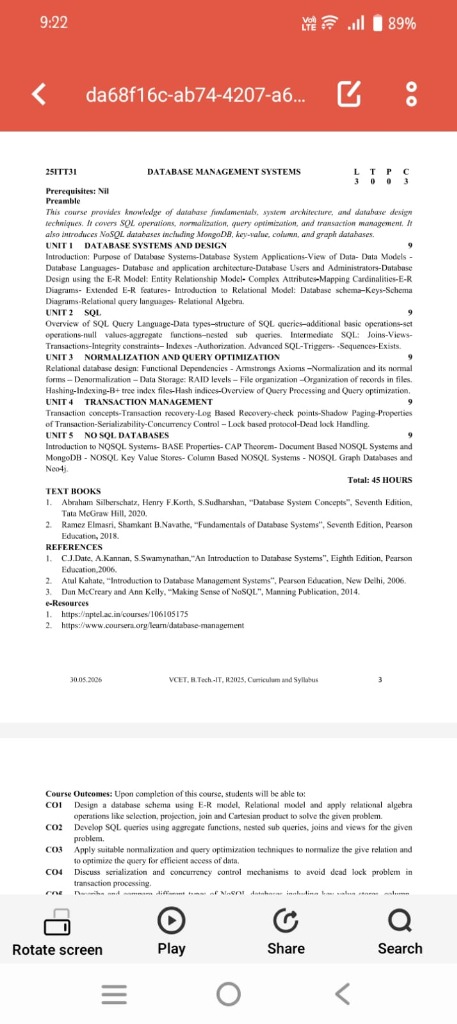 9:22
Vo) LTE 89%
da68f16c-ab74-4207-a6...
25ITT31 DATABASE MANAGEMENT SYSTEMS L T P C
3 0 0 3
Prerequisites: Nil
Preamble
This course provides knowledge of database fundamentals, system architecture, and database design
techniques. It covers SQL operations, normalization, query optimization, and transaction management. It
also introduces NoSQL databases including MongoDB, key-value, column, and graph databases.
UNIT 1 DATABASE SYSTEMS AND DESIGN 9
Introduction: Purpose of Database Systems-Database System Applications-View of Data- Data Models -
Database Languages- Database and application architecture-Database Users and Administrators-Database
Design using the E-R Model: Entity Relationship Model- Complex Attributes-Mapping Cardinalities-E-R
Diagrams- Extended E-R features- Introduction to Relational Model: Database schema-Keys-Schema
Diagrams-Relational query languages- Relational Algebra.
UNIT 2 SQL 9
Overview of SQL Query Language-Data types-structure of SQL queries-additional basic operations-set
operations-null values-aggregate functions-nested sub queries. Intermediate SQL: Joins-Views-
Transactions-Integrity constraints- Indexes -Authorization. Advanced SQL-Triggers- -Sequences-Exists.
UNIT 3 NORMALIZATION AND QUERY OPTIMIZATION 9
Relational database design: Functional Dependencies - Armstrongs Axioms –Normalization and its normal
forms – Denormalization – Data Storage: RAID levels – File organization –Organization of records in files.
Hashing-Indexing-B+ tree index files-Hash indices-Overview of Query Processing and Query optimization.
UNIT 4 TRANSACTION MANAGEMENT 9
Transaction concepts-Transaction recovery-Log Based Recovery-check points-Shadow Paging-Properties
of Transaction-Serializability-Concurrency Control – Lock based protocol-Dead lock Handling.
UNIT 5 NO SQL DATABASES 9
Introduction to NQSQL Systems- BASE Properties- CAP Theorem- Document Based NOSQL Systems and
MongoDB - NOSQL Key Value Stores- Column Based NOSQL Systems - NOSQL Graph Databases and
Neo4j.
Total: 45 HOURS
TEXT BOOKS
1. Abraham Silberschatz, Henry F.Korth, S.Sudharshan, "Database System Concepts", Seventh Edition,
Tata McGraw Hill, 2020.
2. Ramez Elmasri, Shamkant B.Navathe, "Fundamentals of Database Systems", Seventh Edition, Pearson
Education, 2018.
REFERENCES
1. C.J.Date, A.Kannan, S.Swamynathan,"An Introduction to Database Systems", Eighth Edition, Pearson
Education,2006.
2. Atul Kahate, "Introduction to Database Management Systems", Pearson Education, New Delhi, 2006.
3. Dan McCreary and Ann Kelly, "Making Sense of NoSQL", Manning Publication, 2014.
e-Resources
1. https://nptel.ac.in/courses/106105175
2. https://www.coursera.org/learn/database-management
30.05.2026 VCET, B.Tech.-IT, R2025, Curriculum and Syllabus 3
Course Outcomes: Upon completion of this course, students will be able to:
CO1 Design a database schema using E-R model, Relational model and apply relational algebra
operations like selection, projection, join and Cartesian product to solve the given problem.
CO2 Develop SQL queries using aggregate functions, nested sub queries, joins and views for the given
problem.
CO3 Apply suitable normalization and query optimization techniques to normalize the give relation and
to optimize the query for efficient access of data.
CO4 Discuss serialization and concurrency control mechanisms to avoid dead lock problem in
transaction processing.
Rotate screen Play Share Search